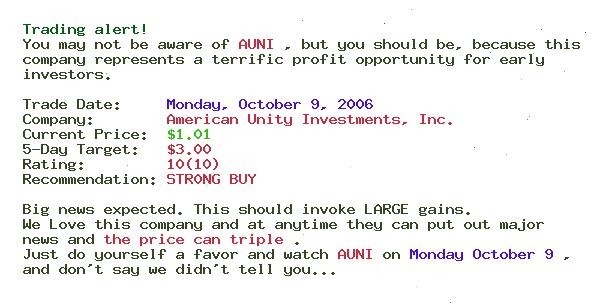 Trading alert!
You may not be aware of AUNI , but you should be, because this
company represents a terrific profit opportunity for early
investors.
Trade Date: Monday, October 9, 2006
Company: American Unity Investments, Inc.
Current Price: $1.01
5-Day Target: $3.00
Rating: 10(10)
Recommendation: STRONG BUY
Big news expected. This should invoke LARGE gains.
We Love this company and at anytime they can put out major
news and the price can triple .
Just do yourself a favor and watch AUNI on Monday October 9 ,
and don't say we didn't tell you...